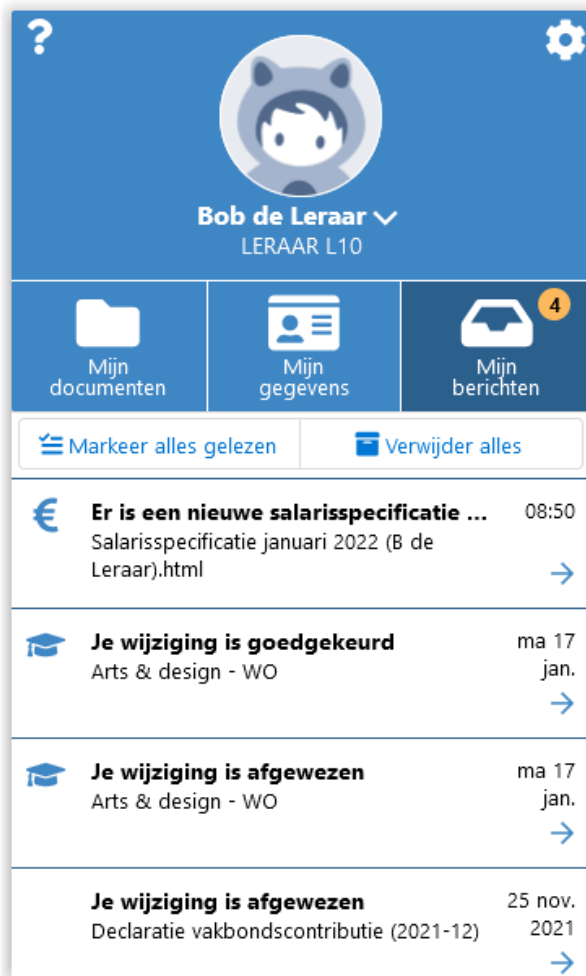 ?
Bob de Leraar
LERAAR L10
4
Mijn
documenten
Mijn
gegevens
Mijn
berichten
Markeer alles gelezen
Verwijder alles
€
Er is een nieuwe salarisspecificatie ...
08:50
Salarisspecificatie januari 2022 (B de
Leraar).html
Je wijziging is goedgekeurd
ma 17
jan.
Arts & design - WO
Je wijziging is afgewezen
ma 17
jan.
Arts & design - WO
Je wijziging is afgewezen
25 nov.
2021
Declaratie vakbondscontributie (2021-12)